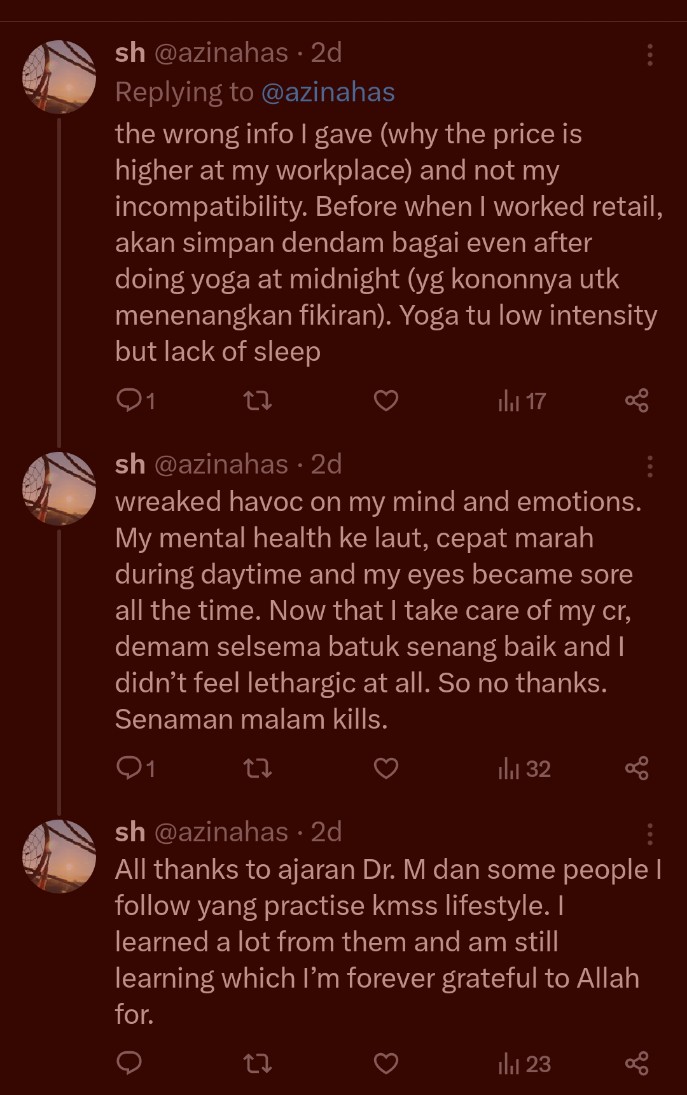 sh @azinahas · 2d
Replying to @azinahas
the wrong info I gave (why the price is
higher at my workplace) and not my
incompatibility. Before when I worked retail,
akan simpan dendam bagai even after
doing yoga at midnight (yg kononnya utk
menenangkan fikiran). Yoga tu low intensity
but lack of sleep
1 17
sh @azinahas · 2d
wreaked havoc on my mind and emotions.
My mental health ke laut, cepat marah
during daytime and my eyes became sore
all the time. Now that I take care of my cr,
demam selsema batuk senang baik and I
didn’t feel lethargic at all. So no thanks.
Senaman malam kills.
1 32
sh @azinahas · 2d
All thanks to ajaran Dr. M dan some people I
follow yang practise kmss lifestyle. I
learned a lot from them and am still
learning which I’m forever grateful to Allah
for.
23